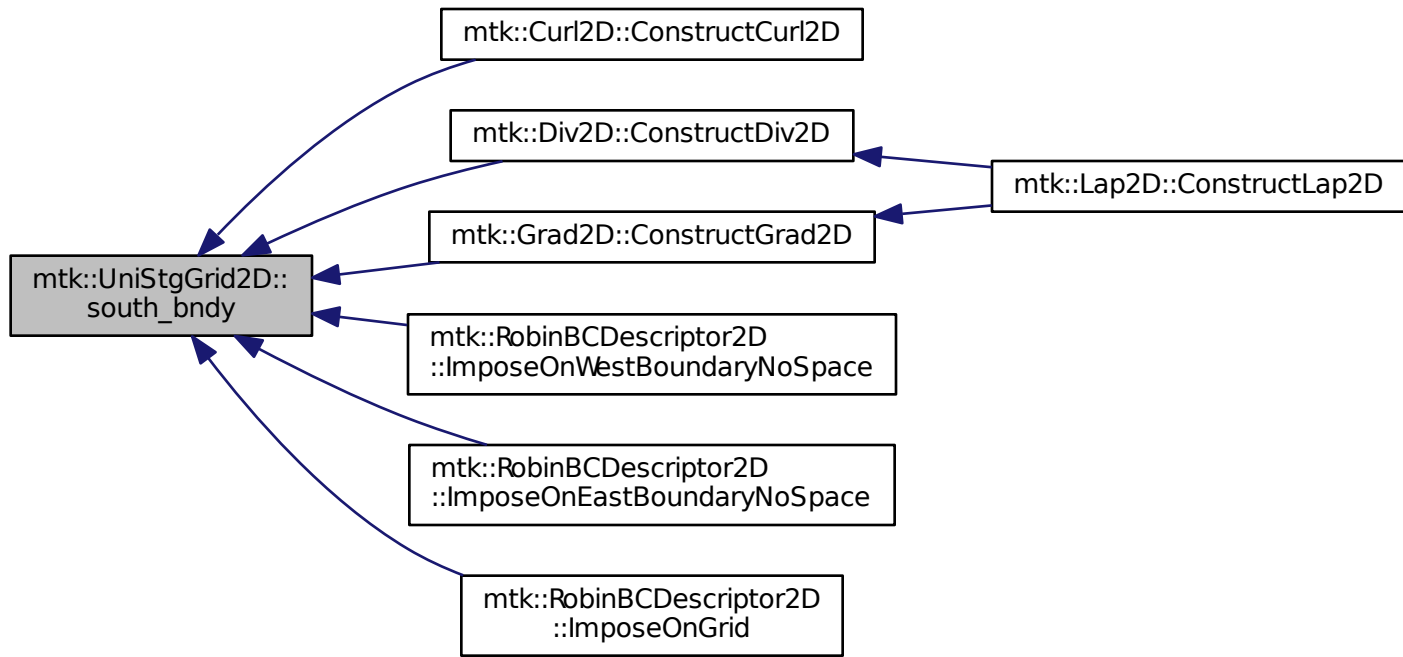 mtk::Curl2D::ConstructCurl2D
mtk::Div2D::ConstructDiv2D
mtk::Lap2D::ConstructLap2D
mtk::Grad2D::ConstructGrad2D
mtk::UniStgGrid2D::
south_bndy
mtk::RobinBCDescriptor2D
::ImposeOnWestBoundaryNoSpace
mtk::RobinBCDescriptor2D
::ImposeOnEastBoundaryNoSpace
mtk::RobinBCDescriptor2D
::ImposeOnGrid